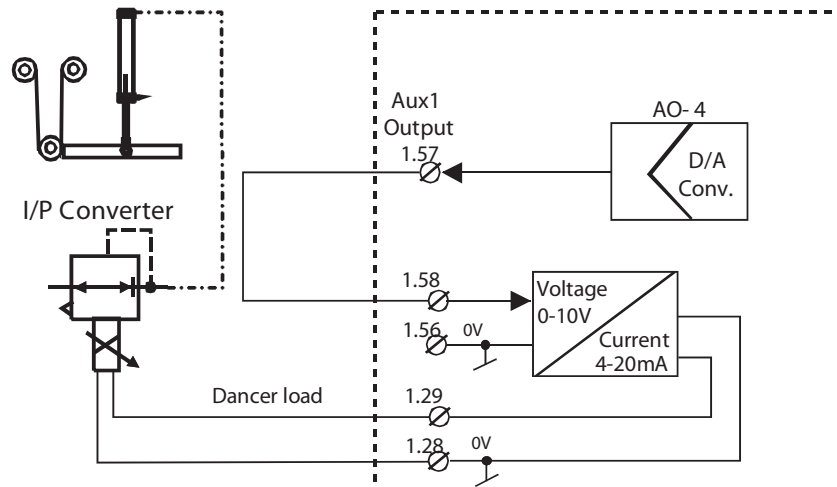 Aux1
Output
1.57
AO- 4
D/A
Conv.
I/P Converter
1.58
Voltage
0-10V
1.56
0V
Current
4-20mA
Dancer load
1.29
1.28
0V